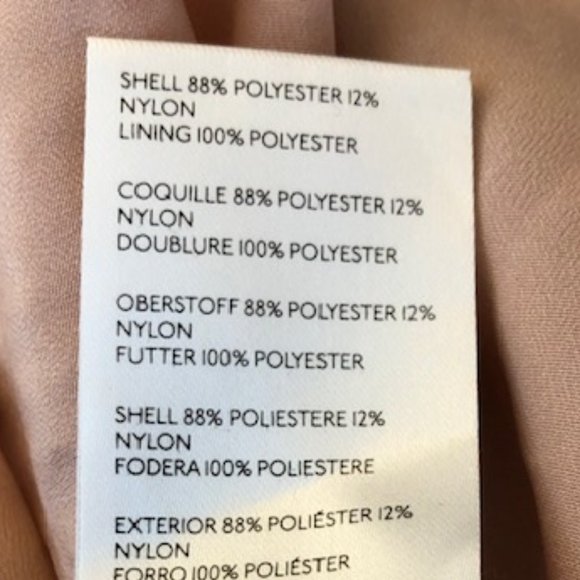 SHELL 88% POLYESTER 12%
NYLON
LINING 100% POLYESTER
COQUILLE 88% POLYESTER 12%
NYLON
DOUBLURE 100% POLYESTER
OBERSTOFF 88% POLYESTER 12%
NYLON
FUTTER 100% POLYESTER
SHELL 88% POLIESTERE 12%
NYLON
FODERA 100% POLIESTERE
EXTERIOR 88% POLIÉSTER 12%
NYLON
FORRO 100% POLIÉSTER